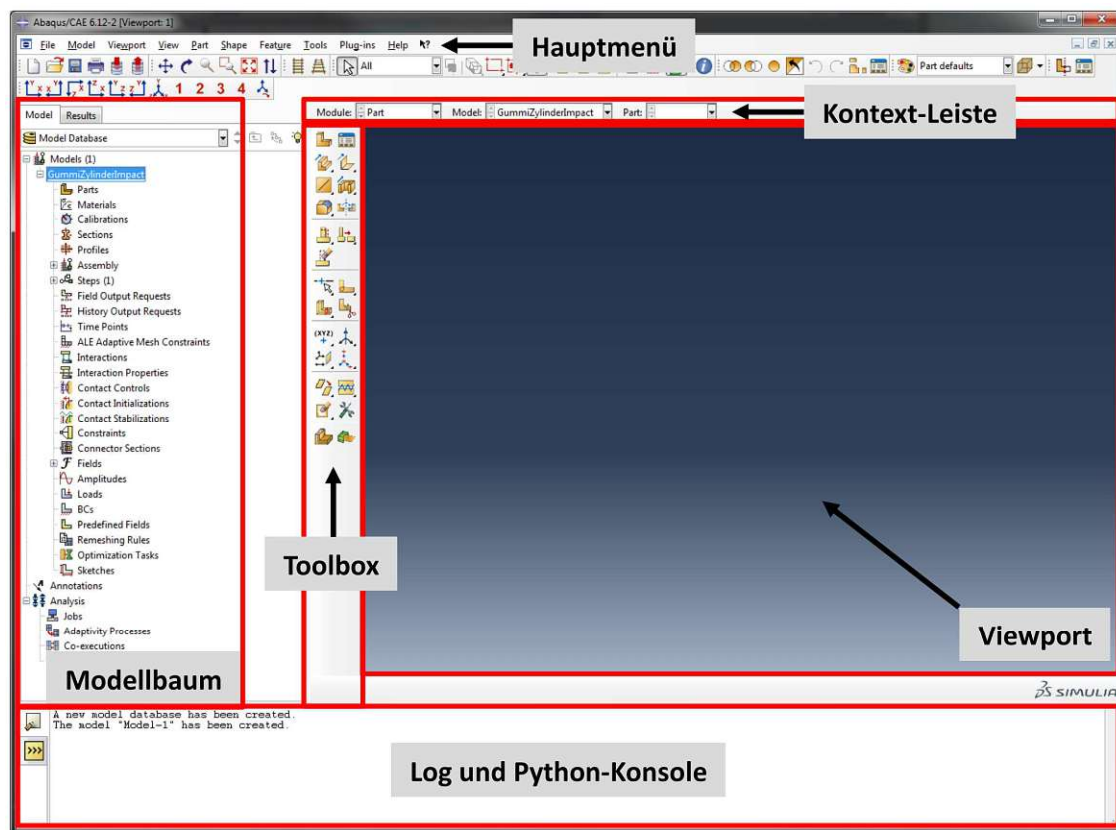 Abaqus/CAE 6.12-2 [Viewport: 1]
File Model Viewport View Part Shape Feature Tools Plug-ins Help
Hauptmenü
All
Part defaults
1 2 3 4
Model Results
Module: Part Model: GummiZylinderImpact Part:
Kontext-Leiste
Model Database
Models (1)
GummiZylinderImpact
Parts
Materials
Calibrations
Sections
Profiles
Assembly
Steps (1)
Field Output Requests
History Output Requests
Time Points
ALE Adaptive Mesh Constraints
Interactions
Interaction Properties
Contact Controls
Contact Initializations
Contact Stabilizations
Constraints
Connector Sections
Fields
Amplitudes
Loads
BCs
Predefined Fields
Remeshing Rules
Optimization Tasks
Sketches
Annotations
Analysis
Jobs
Adaptivity Processes
Co-executions
(XYZ)
Toolbox
Viewport
Modellbaum
SIMULIA
A new model database has been created.
The model "Model-1" has been created.
Log und Python-Konsole